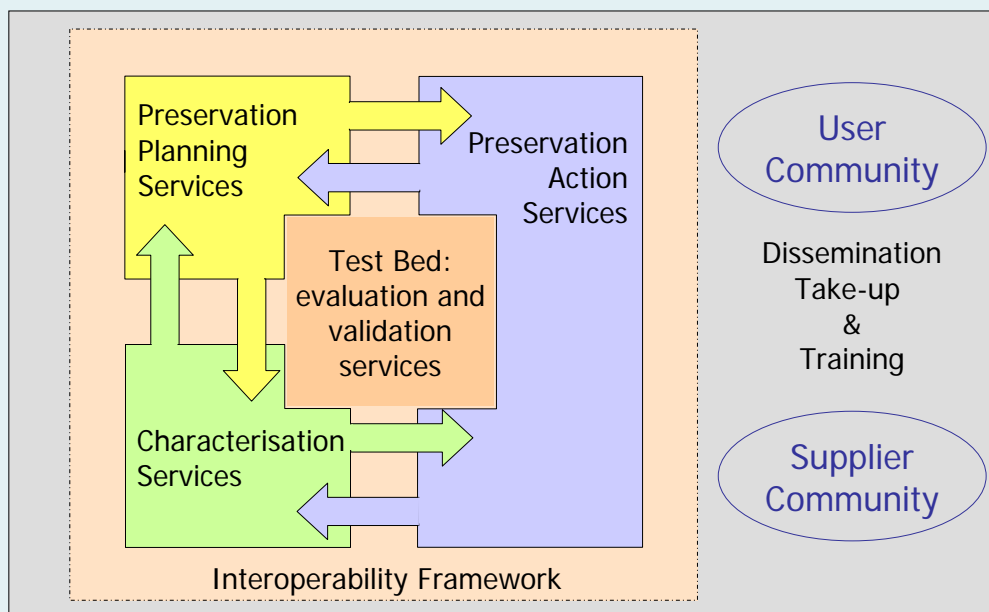 Preservation
Planning
Services
Preservation
Action
Services
Test Bed:
evaluation and
validation
services
Characterisation
Services
Interoperability Framework
User
Community
Dissemination
Take-up
&
Training
Supplier
Community